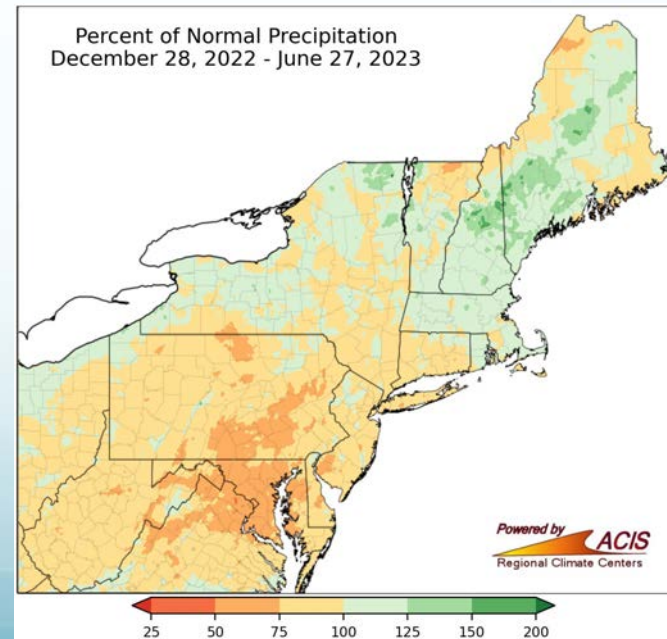 Percent of Normal Precipitation
December 28, 2022 - June 27, 2023
Powered by
ACIS
Regional Climate Centers
25 50 75 100 125 150 200